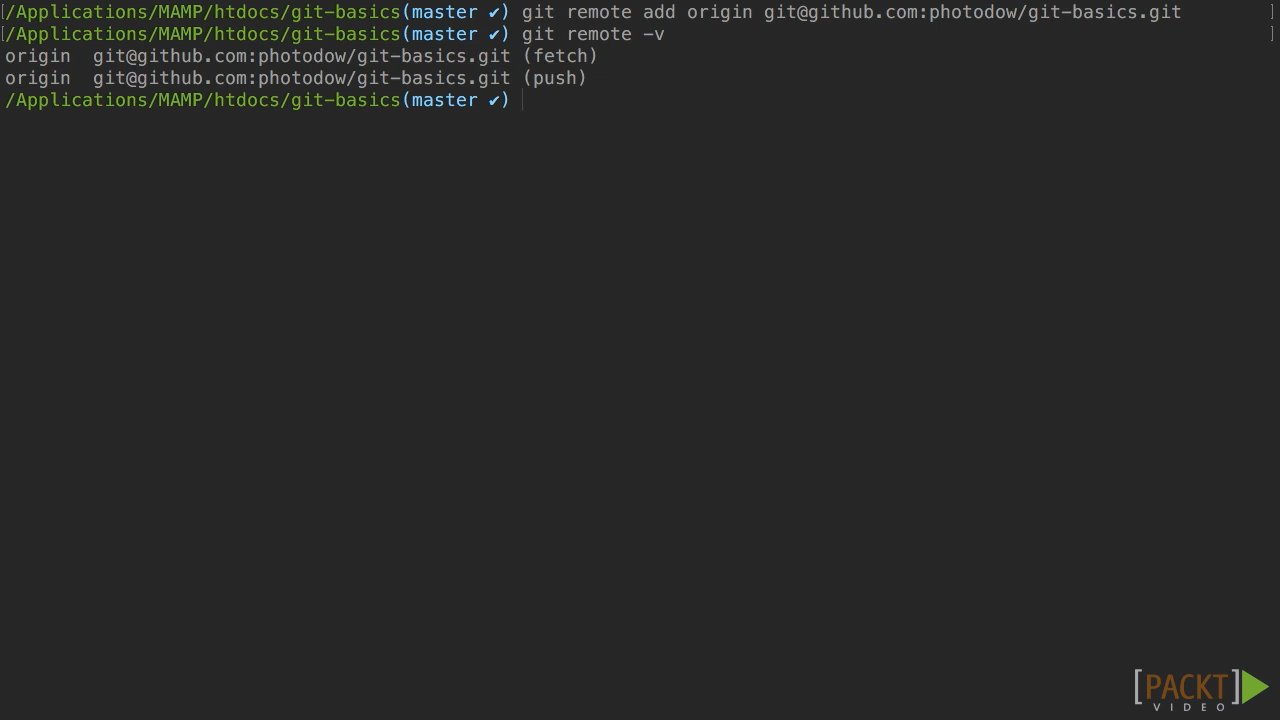 [/Applications/MAMP/htdocs/git-basics(master ✔) git remote add origin git@github.com:photodow/git-basics.git ]
[/Applications/MAMP/htdocs/git-basics(master ✔) git remote -v ]
origin  git@github.com:photodow/git-basics.git (fetch)
origin  git@github.com:photodow/git-basics.git (push)
/Applications/MAMP/htdocs/git-basics(master ✔)
[PACKT]
VIDEO